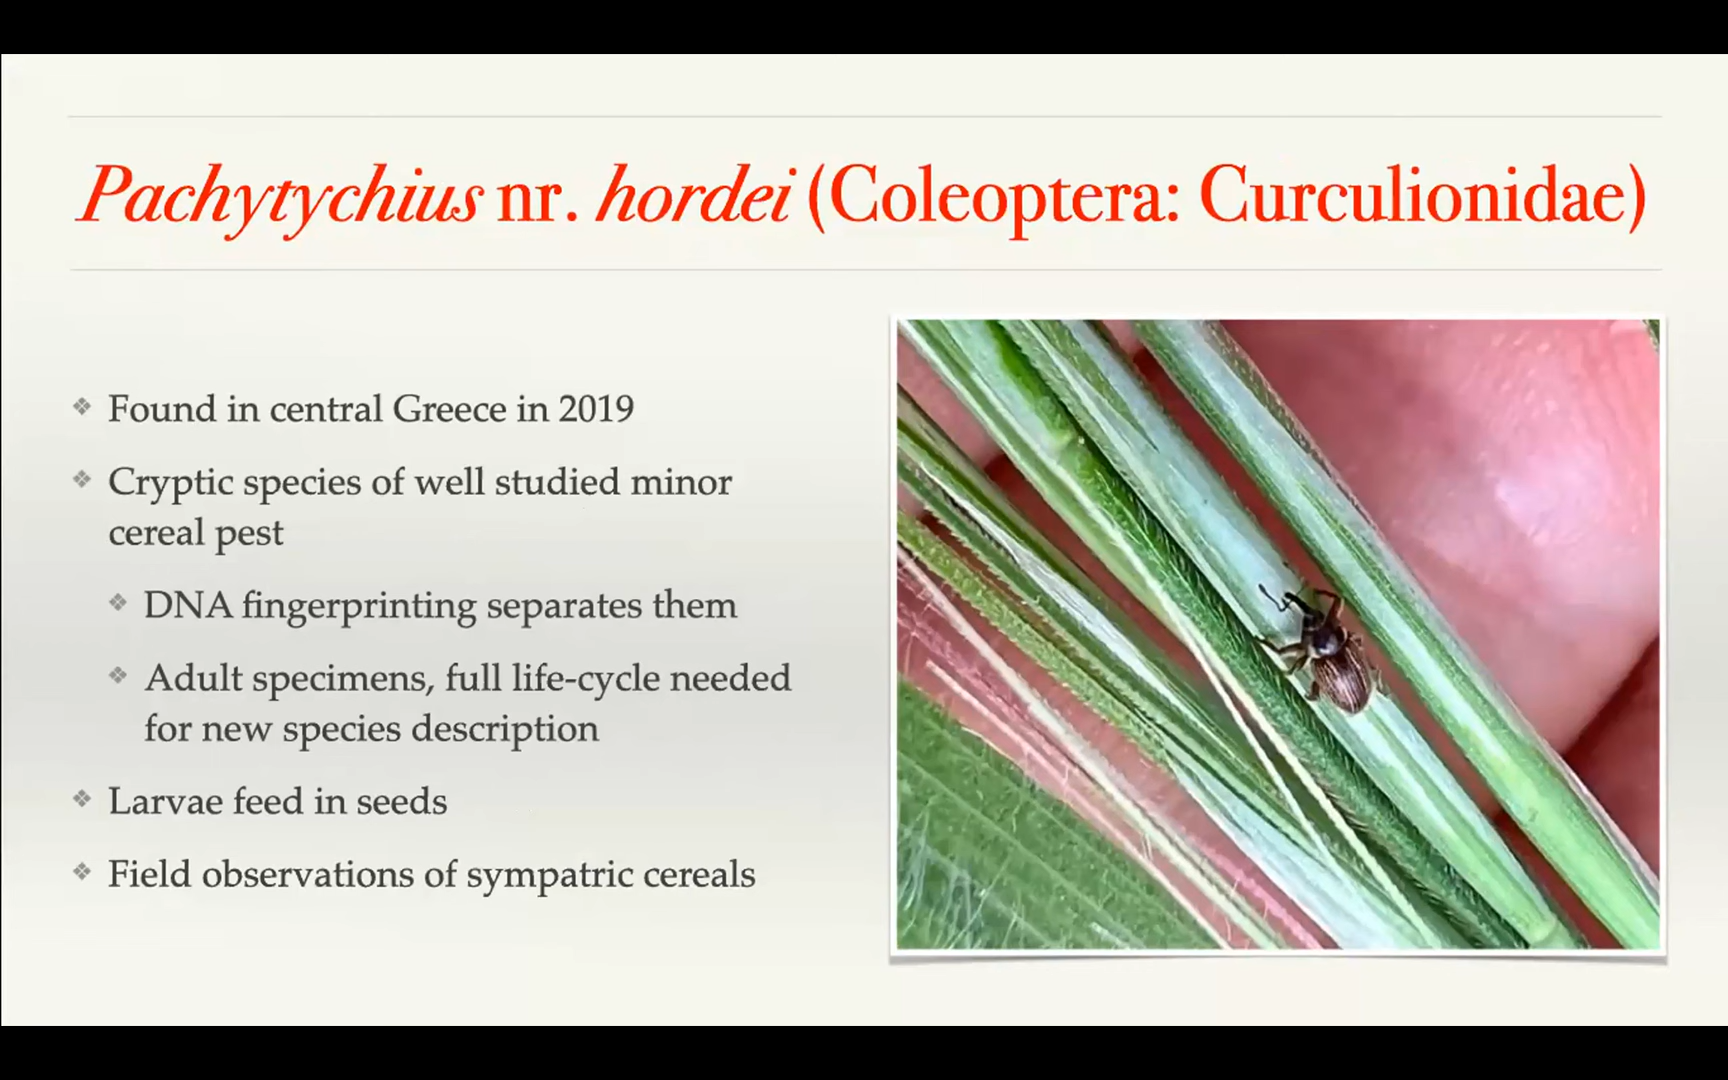 Pachytychius nr. hordei (Coleoptera: Curculionidae)
Found in central Greece in 2019
Cryptic species of well studied minor
cereal pest
DNA fingerprinting separates them
Adult specimens, full life-cycle needed
for new species description
Larvae feed in seeds
Field observations of sympatric cereals